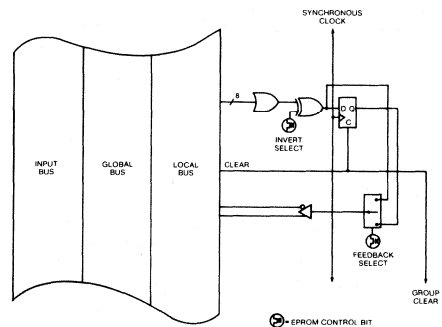 SYNCHRONOUS
CLOCK
8
D Q
C
INVERT
SELECT
INPUT
BUS
GLOBAL
BUS
LOCAL
BUS
CLEAR
FEEDBACK
SELECT
GROUP
CLEAR
- EPROM CONTROL BIT